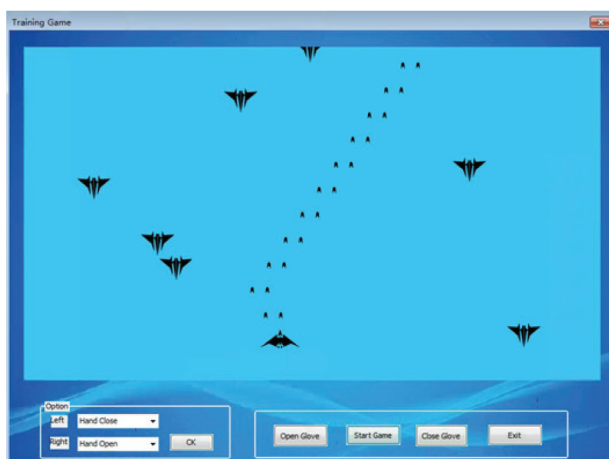 Training Game
Option
Left Hand Close
Right Hand Open OK
Open Glove Start Game Close Glove Exit